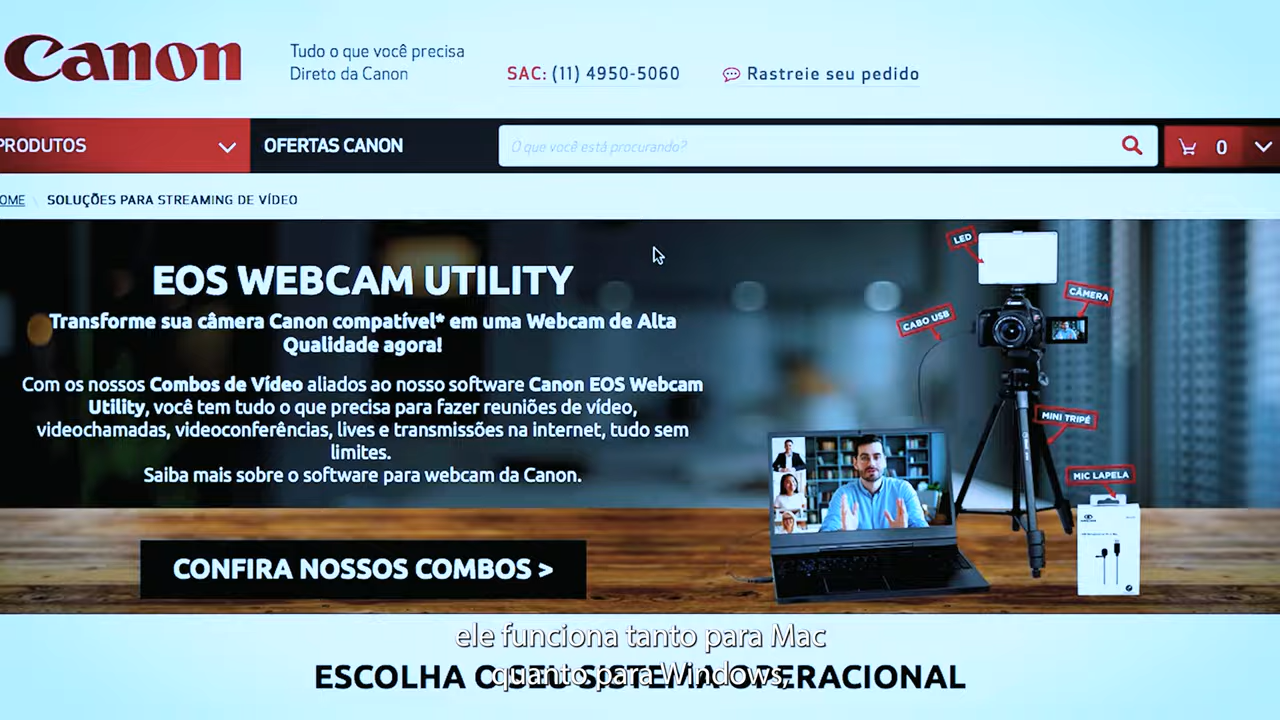 Canon
Tudo o que você precisa
Direto da Canon
SAC: (11) 4950-5060
Rastreie seu pedido
PRODUTOS
OFERTAS CANON
O que você está procurando?
0
OME
SOLUÇÕES PARA STREAMING DE VÍDEO
EOS WEBCAM UTILITY
Transforme sua câmera Canon compatível* em uma Webcam de Alta
Qualidade agora!
Com os nossos Combos de Vídeo aliados ao nosso software Canon EOS Webcam
Utility, você tem tudo o que precisa para fazer reuniões de vídeo,
videochamadas, videoconferências, lives e transmissões na internet, tudo sem
limites.
Saiba mais sobre o software para webcam da Canon.
CONFIRA NOSSOS COMBOS >
LED
CÂMERA
CABO USB
MINI TRIPÉ
MIC LAPELA
ele funciona tanto para Mac
quanto para Windows,
ESCOLHA O SEU SISTEMA OPERACIONAL